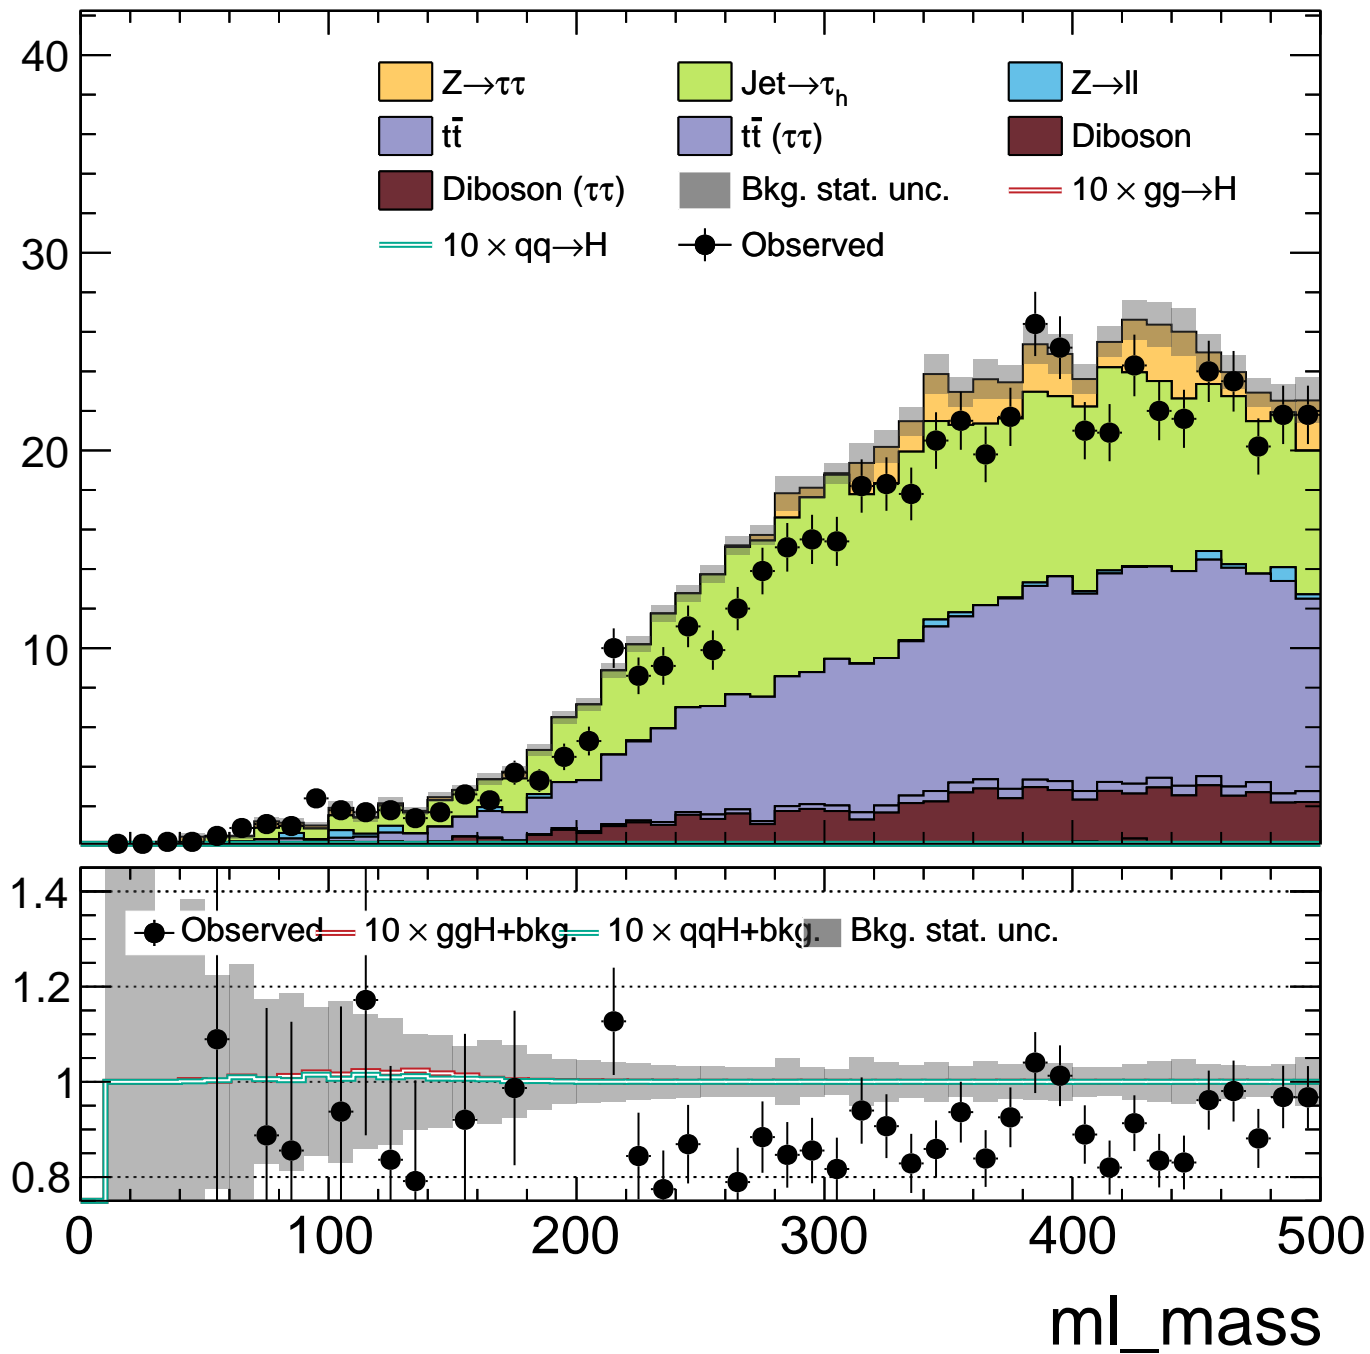 40
30
20
10
Z→ττ Jet→τh Z→ll
tt̄ tt̄ (ττ) Diboson
Diboson (ττ) Bkg. stat. unc. 10 × gg→H
10 × qq→H Observed
1.4
1.2
1
0.8
Observed 10 × ggH+bkg. 10 × qqH+bkg. Bkg. stat. unc.
0 100 200 300 400 500
ml_mass